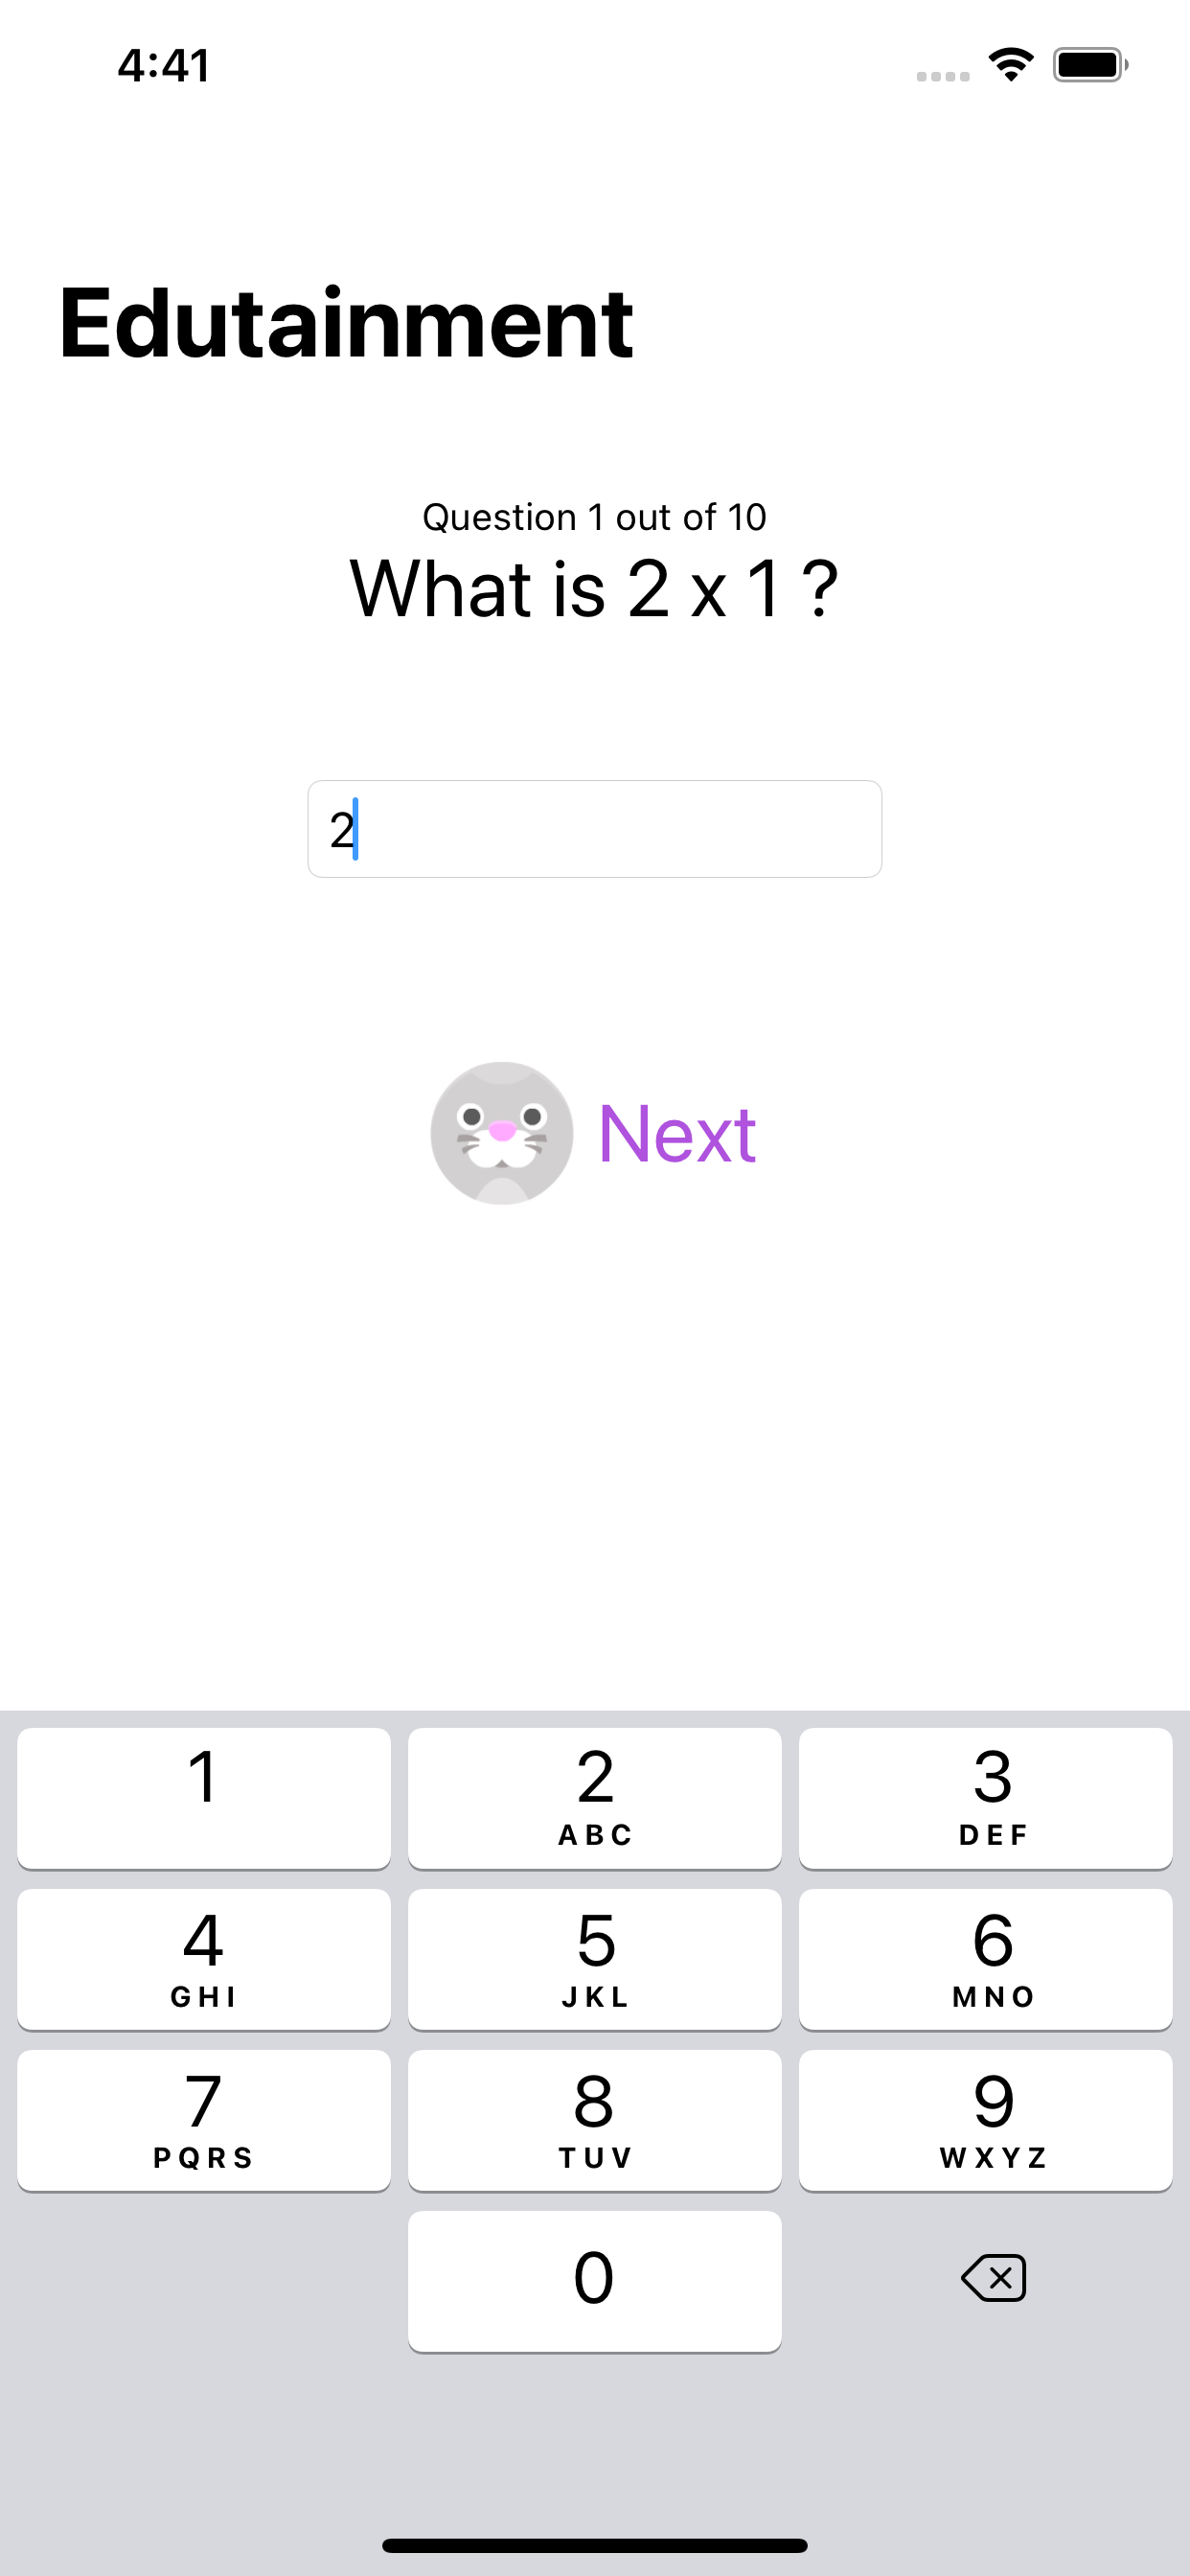 4:41
Edutainment
Question 1 out of 10
What is 2 x 1 ?
2
Next
1
2
ABC
3
DEF
4
GHI
5
JKL
6
MNO
7
PQRS
8
TUV
9
WXYZ
0